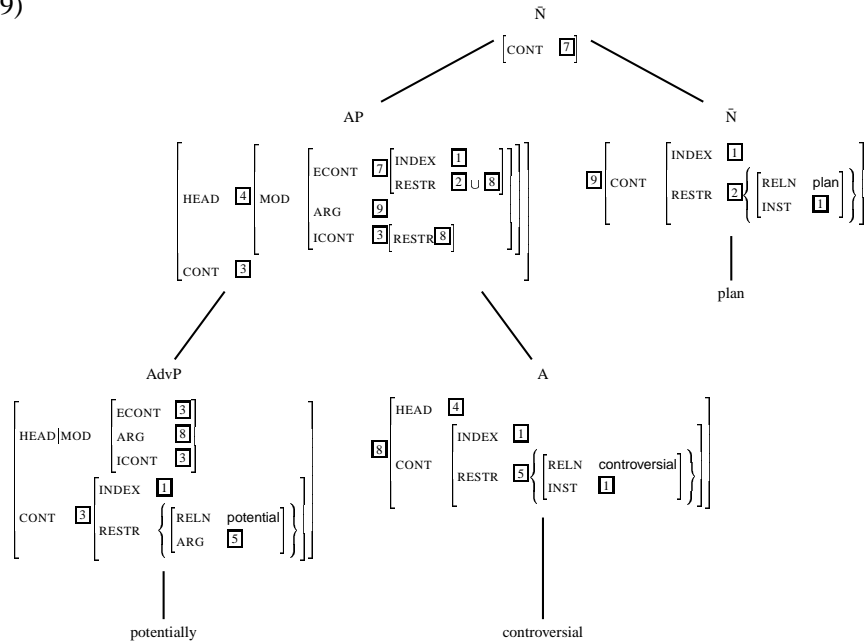 9)
N̄
[CONT 7]
AP
N̄
HEAD 4 MOD ECONT 7 INDEX 1
RESTR 2 ∪ 8
ARG 9
ICONT 3 [RESTR 8]
CONT 3
9 CONT INDEX 1
RESTR 2 { RELN plan
INST 1 }
plan
AdvP
A
HEAD|MOD ECONT 3
ARG 8
ICONT 3
CONT 3 INDEX 1
RESTR { RELN potential
ARG 5 }
8 HEAD 4
CONT INDEX 1
RESTR 5 { RELN controversial
INST 1 }
potentially
controversial